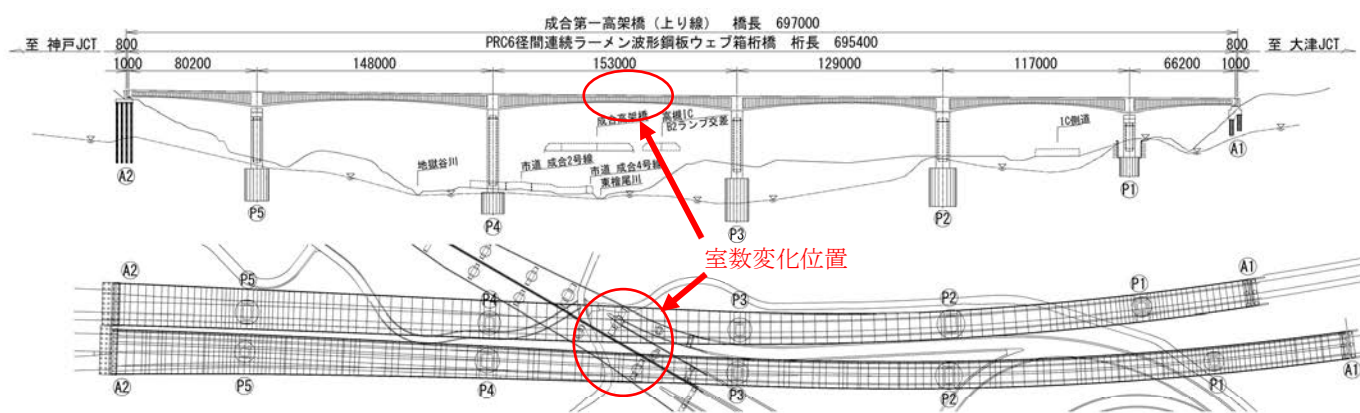 成合第一高架橋（上り線） 橋長 697000
至 神戸JCT 800 PRC6径間連続ラーメン波形鋼板ウェブ箱桁橋 桁長 695400 800 至 大津JCT
1000 80200 148000 153000 129000 117000 66200 1000
成合高架橋 高槻IC
B2ランプ交差
IC側道
地獄谷川
市道 成合2号線
市道 成合4号線
東檜尾川
A2 P5 P4 P3 P2 P1 A1
室数変化位置
A2 P5 P4 P3 P2 P1 A1
A2 P5 P4 P3 P2 P1 A1